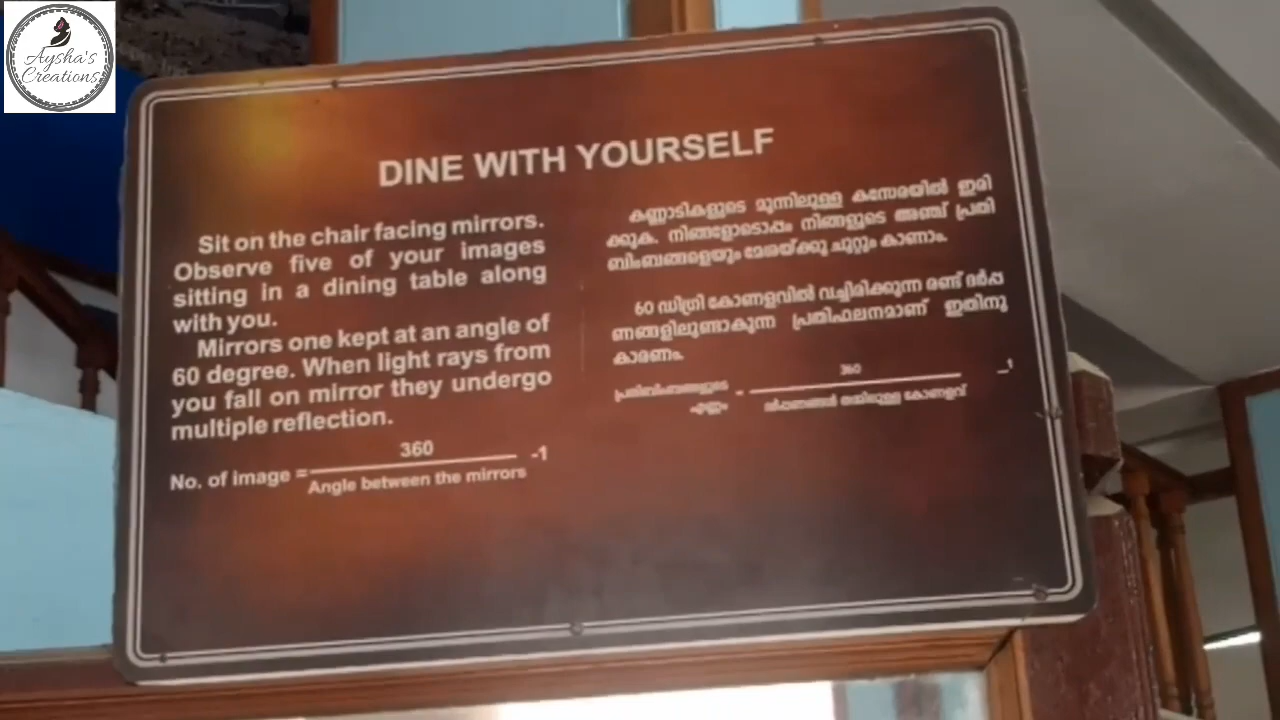 Aysha's
Creations
DINE WITH YOURSELF
Sit on the chair facing mirrors.
Observe five of your images
sitting in a dining table along
with you.
Mirrors one kept at an angle of
60 degree. When light rays from
you fall on mirror they undergo
multiple reflection.
No. of image = 360 -1
Angle between the mirrors
കണ്ണാടികളുടെ മുന്നിലുള്ള കസേരയിൽ ഇരി
ക്കുക. നിങ്ങളോടൊപ്പം നിങ്ങളുടെ അഞ്ച് പ്രതി
ബിംബങ്ങളെയും മേശയ്ക്കു ചുറ്റും കാണാം.
60 ഡിഗ്രി കോണളവിൽ വച്ചിരിക്കുന്ന രണ്ട് ദർപ്പ
ണങ്ങളിലുണ്ടാകുന്ന പ്രതിഫലനമാണ് ഇതിനു
കാരണം.
പ്രതിബിംബങ്ങളുടെ എണ്ണം = 360 -1
ദർപ്പണങ്ങൾ തമ്മിലുള്ള കോണളവ്